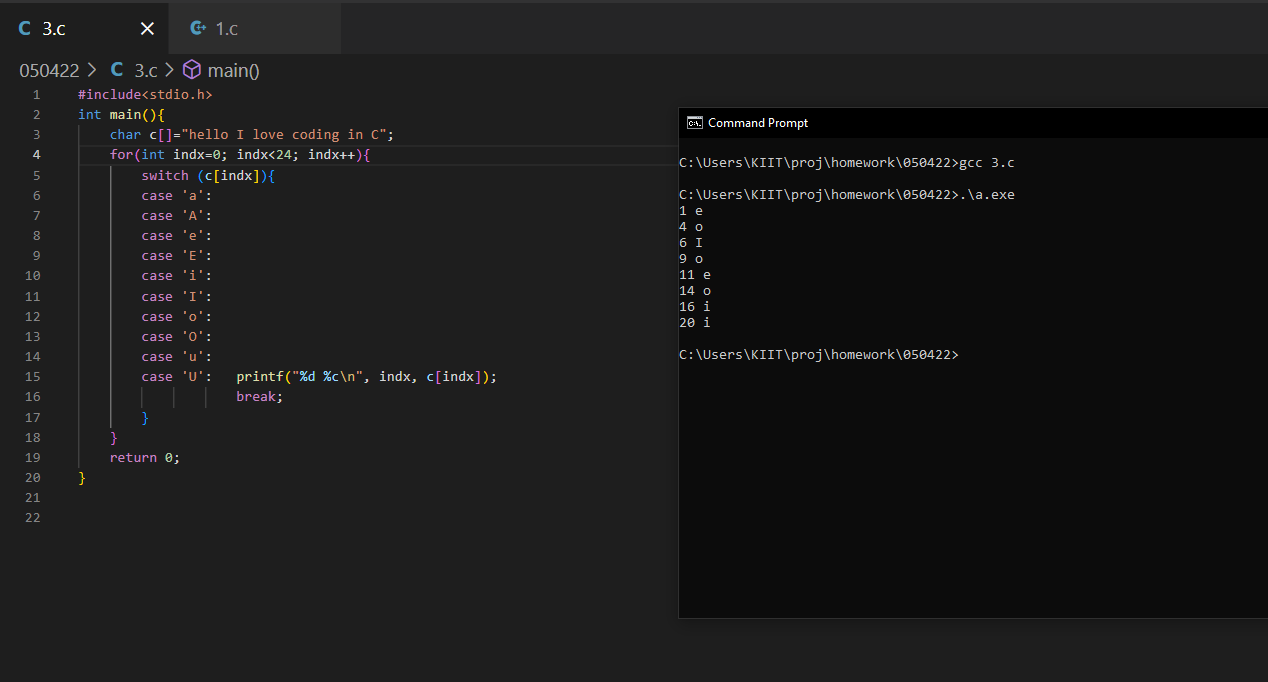 3.c
1.c
050422 > 3.c > main()
1 #include<stdio.h>
2 int main(){
3 char c[]="hello I love coding in C";
4 for(int indx=0; indx<24; indx++){
5 switch (c[indx]){
6 case 'a':
7 case 'A':
8 case 'e':
9 case 'E':
10 case 'i':
11 case 'I':
12 case 'o':
13 case 'O':
14 case 'u':
15 case 'U': printf("%d %c\n", indx, c[indx]);
16 break;
17 }
18 }
19 return 0;
20 }
21
22
Command Prompt
C:\Users\KIIT\proj\homework\050422>gcc 3.c
C:\Users\KIIT\proj\homework\050422>.\a.exe
1 e
4 o
6 I
9 o
11 e
14 o
16 i
20 i
C:\Users\KIIT\proj\homework\050422>